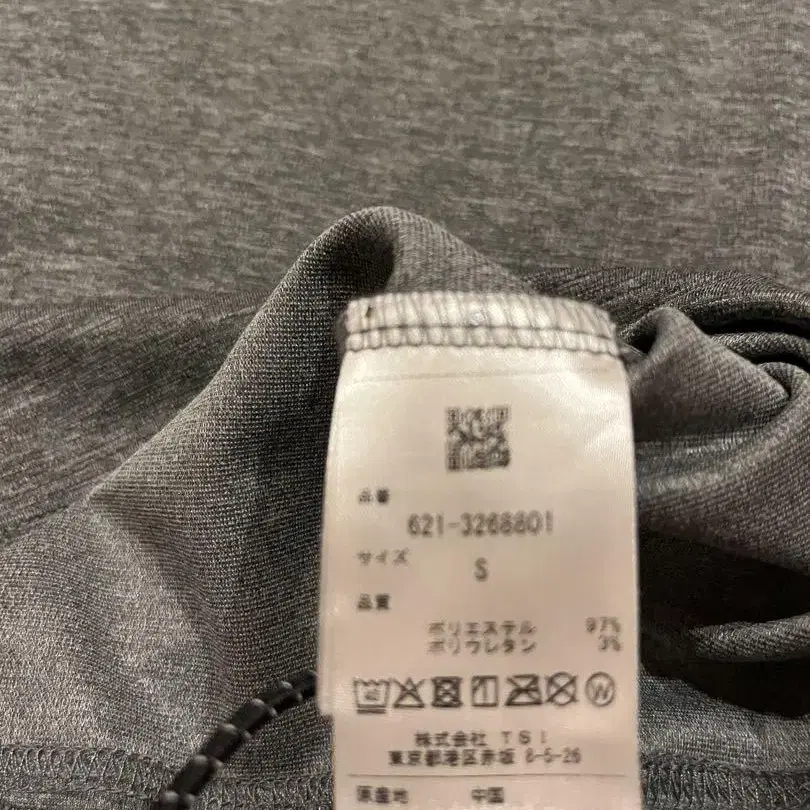 品番
621-3268801
サイズ
S
品質
ポリエステル 97%
ポリウレタン 3%
W
株式会社 TSI
東京都港区赤坂 8-5-26
原産地 中国